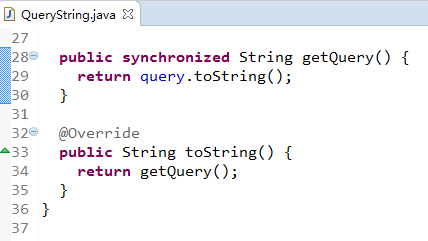 QueryString.java
27
28 public synchronized String getQuery() {
29 return query.toString();
30 }
31
32 @Override
33 public String toString() {
34 return getQuery();
35 }
36 }
37